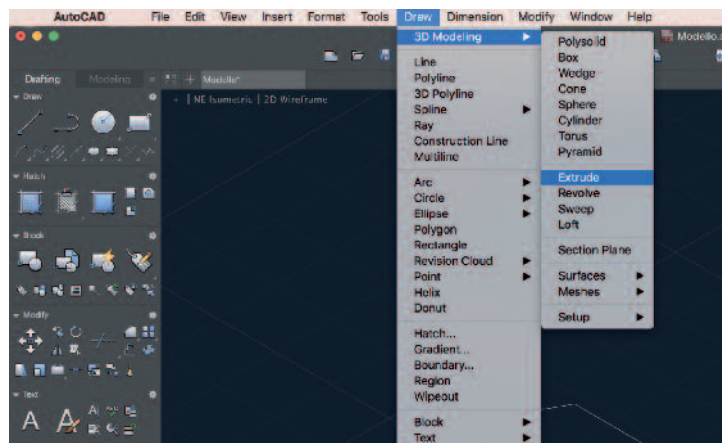 AutoCAD File Edit View Insert Format Tools Draw Dimension Modify Window Help
Modello.
Drafting Modeling
Modello*
NE Isometric | 2D Wireframe
Draw
Hatch
Block
Modify
Text
3D Modeling
Line
Polyline
3D Polyline
Spline
Ray
Construction Line
Multiline
Arc
Circle
Ellipse
Polygon
Rectangle
Revision Cloud
Point
Helix
Donut
Hatch...
Gradient...
Boundary...
Region
Wipeout
Block
Text
Polysolid
Box
Wedge
Cone
Sphere
Cylinder
Torus
Pyramid
Extrude
Revolve
Sweep
Loft
Section Plane
Surfaces
Meshes
Setup